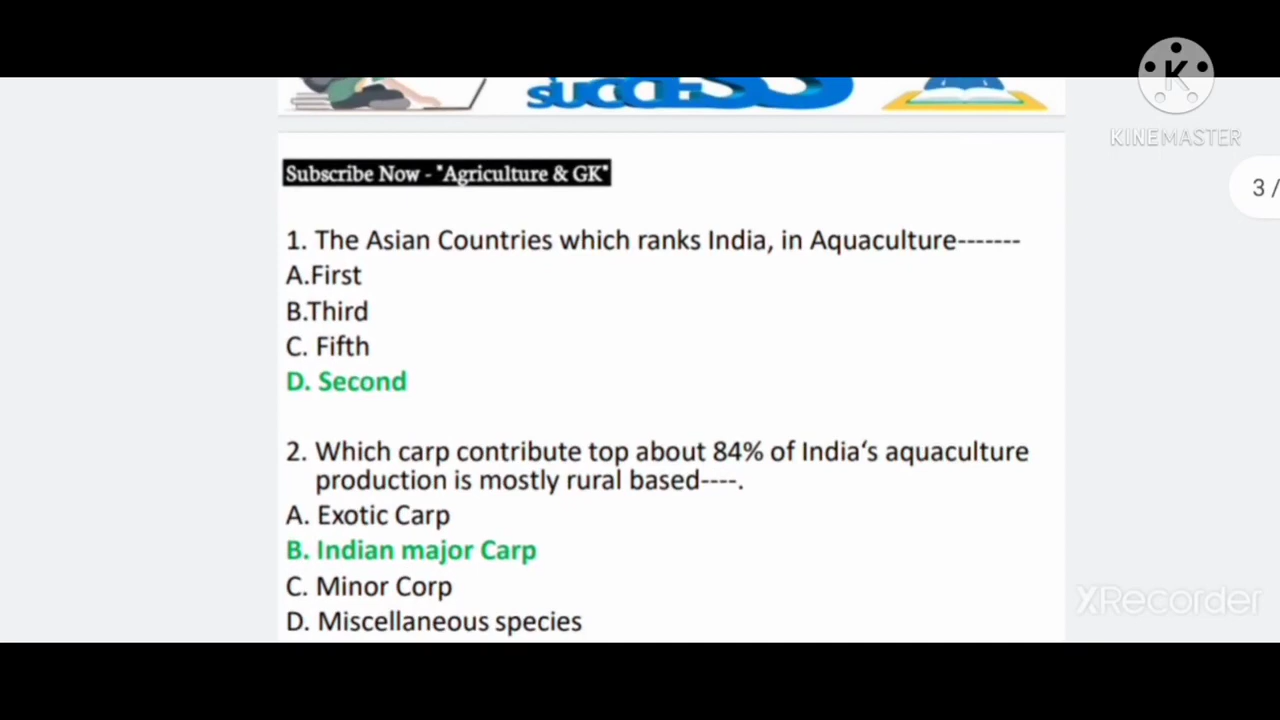 SUCCESS
K
KINEMASTER
Subscribe Now - "Agriculture & GK"
3 /
1. The Asian Countries which ranks India, in Aquaculture-------
A.First
B.Third
C. Fifth
D. Second
2. Which carp contribute top about 84% of India‘s aquaculture
production is mostly rural based----.
A. Exotic Carp
B. Indian major Carp
C. Minor Corp
D. Miscellaneous species
XRecorder